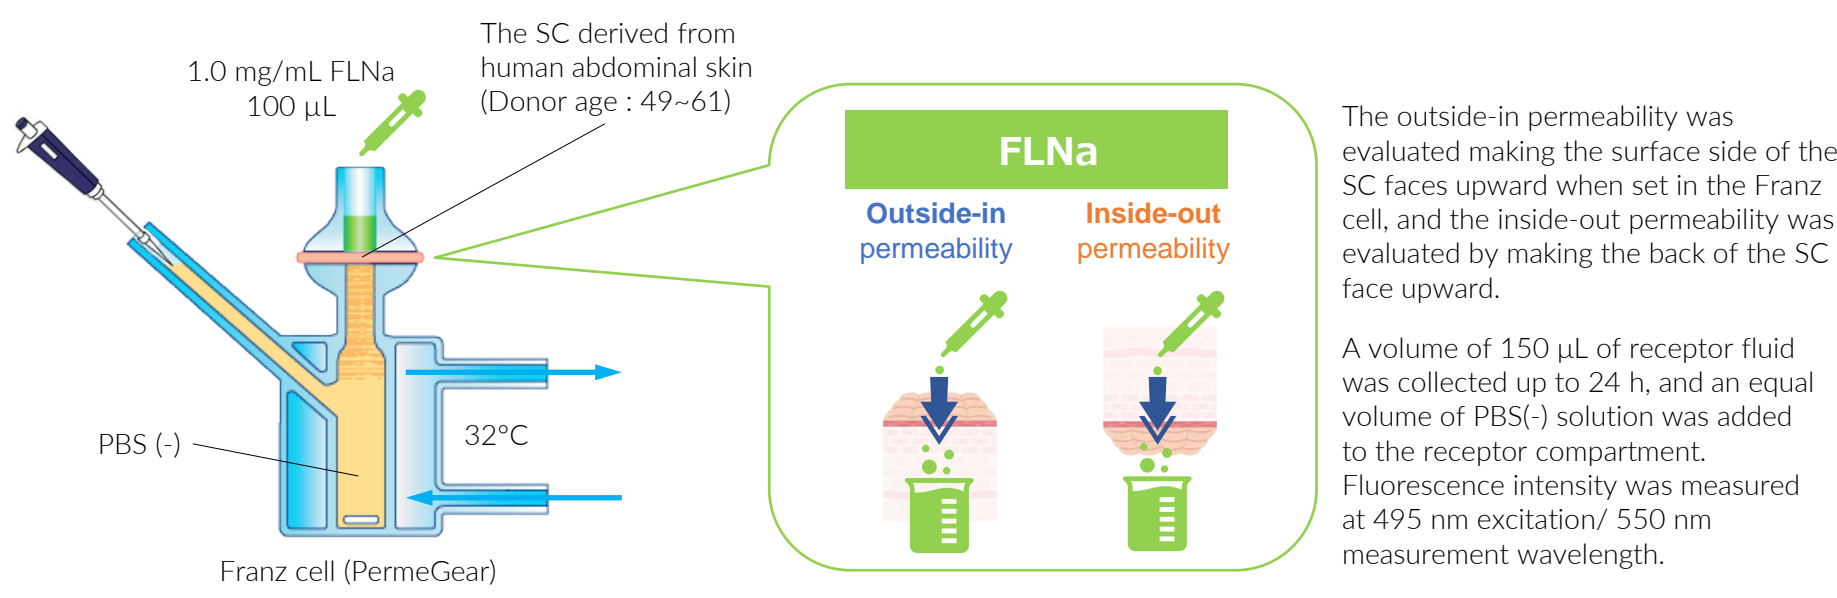 The SC derived from
human abdominal skin
(Donor age : 49~61)
1.0 mg/mL FLNa
100 µL
PBS (-)
32°C
Franz cell (PermeGear)
FLNa
Outside-in
permeability
Inside-out
permeability
The outside-in permeability was
evaluated making the surface side of the
SC faces upward when set in the Franz
cell, and the inside-out permeability was
evaluated by making the back of the SC
face upward.
A volume of 150 µL of receptor fluid
was collected up to 24 h, and an equal
volume of PBS(-) solution was added
to the receptor compartment.
Fluorescence intensity was measured
at 495 nm excitation/ 550 nm
measurement wavelength.